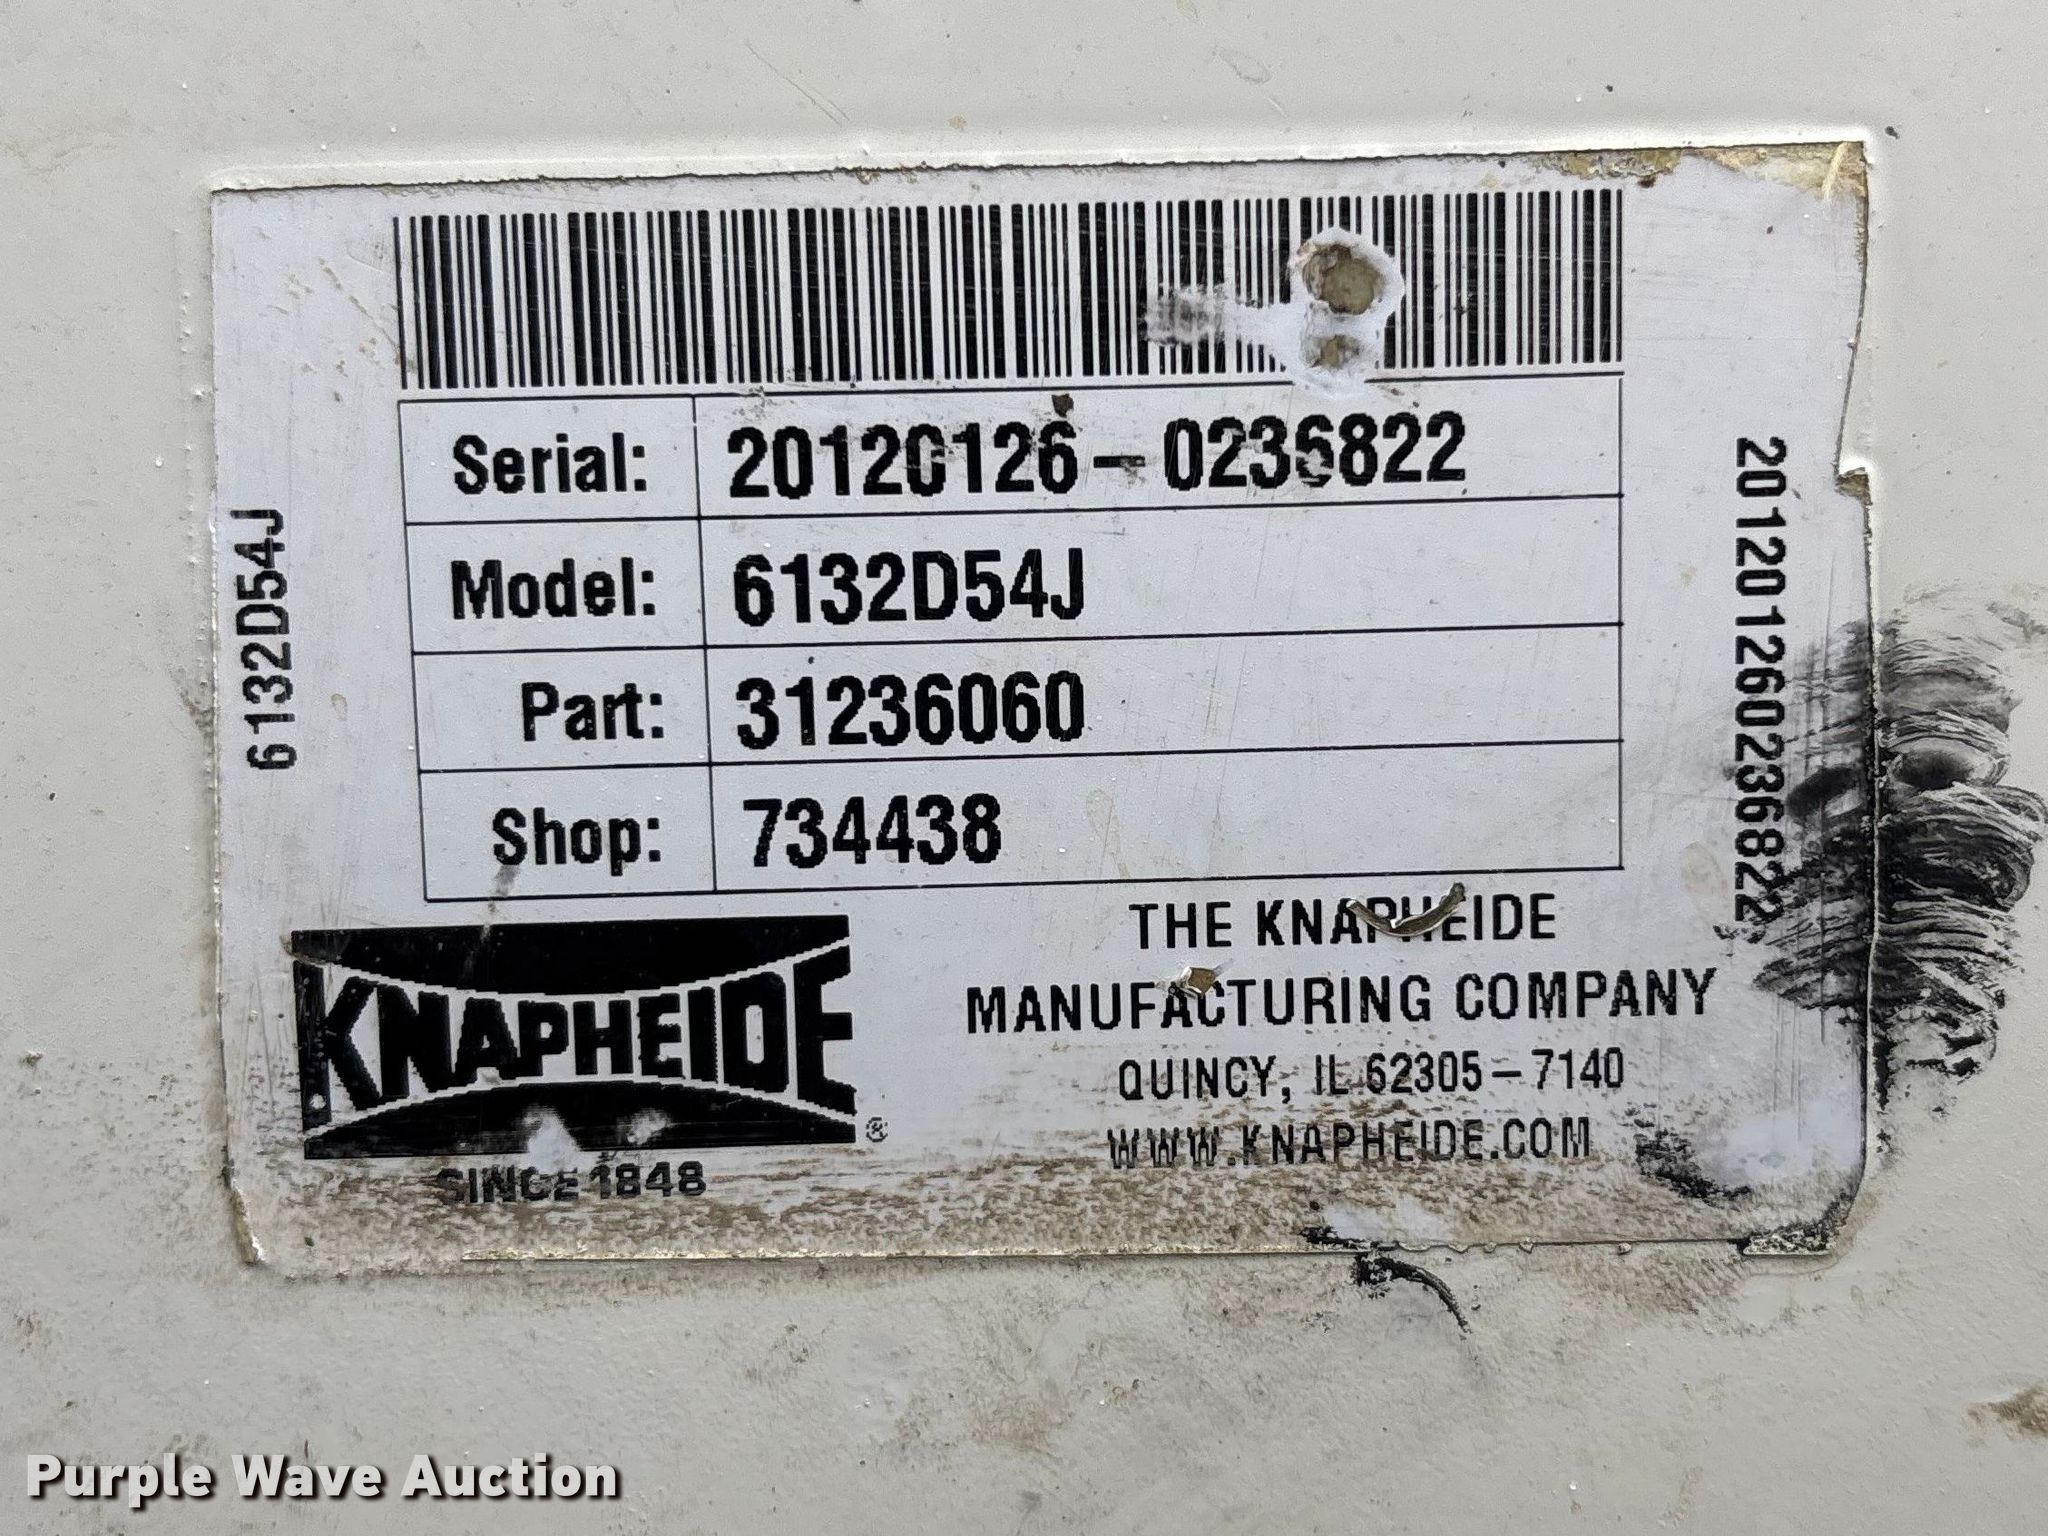 Serial: 20120126-0236822
Model: 6132D54J
Part: 31236060
Shop: 734438
6132D54J
201201260236822
KNAPHEIDE®
SINCE 1848
THE KNAPHEIDE
MANUFACTURING COMPANY
QUINCY, IL 62305-7140
WWW.KNAPHEIDE.COM
Purple Wave Auction